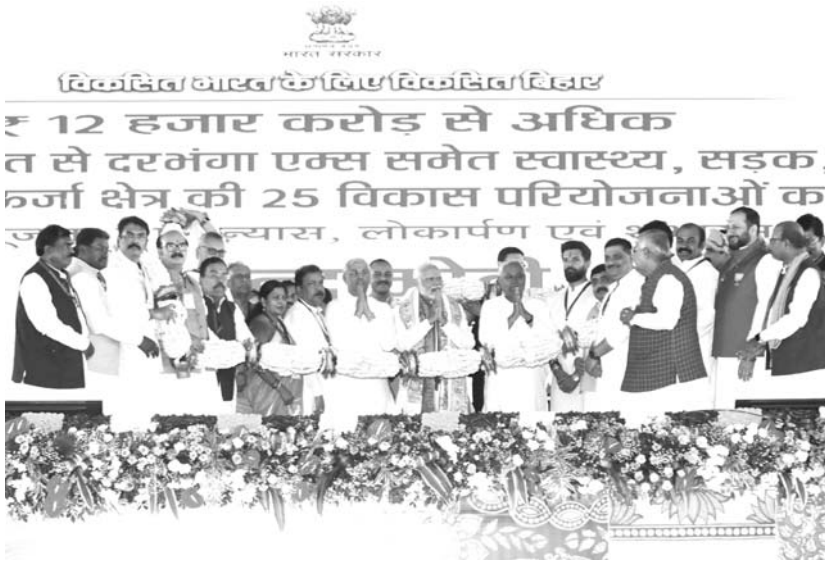 भारत सरकार
विकसित भारत के लिए विकसित बिहार
₹ 12 हजार करोड़ से अधिक
त से दरभंगा एम्स समेत स्वास्थ्य, सड़क,
ऊर्जा क्षेत्र की 25 विकास परियोजनाओं क
न्यास, लोकार्पण एवं